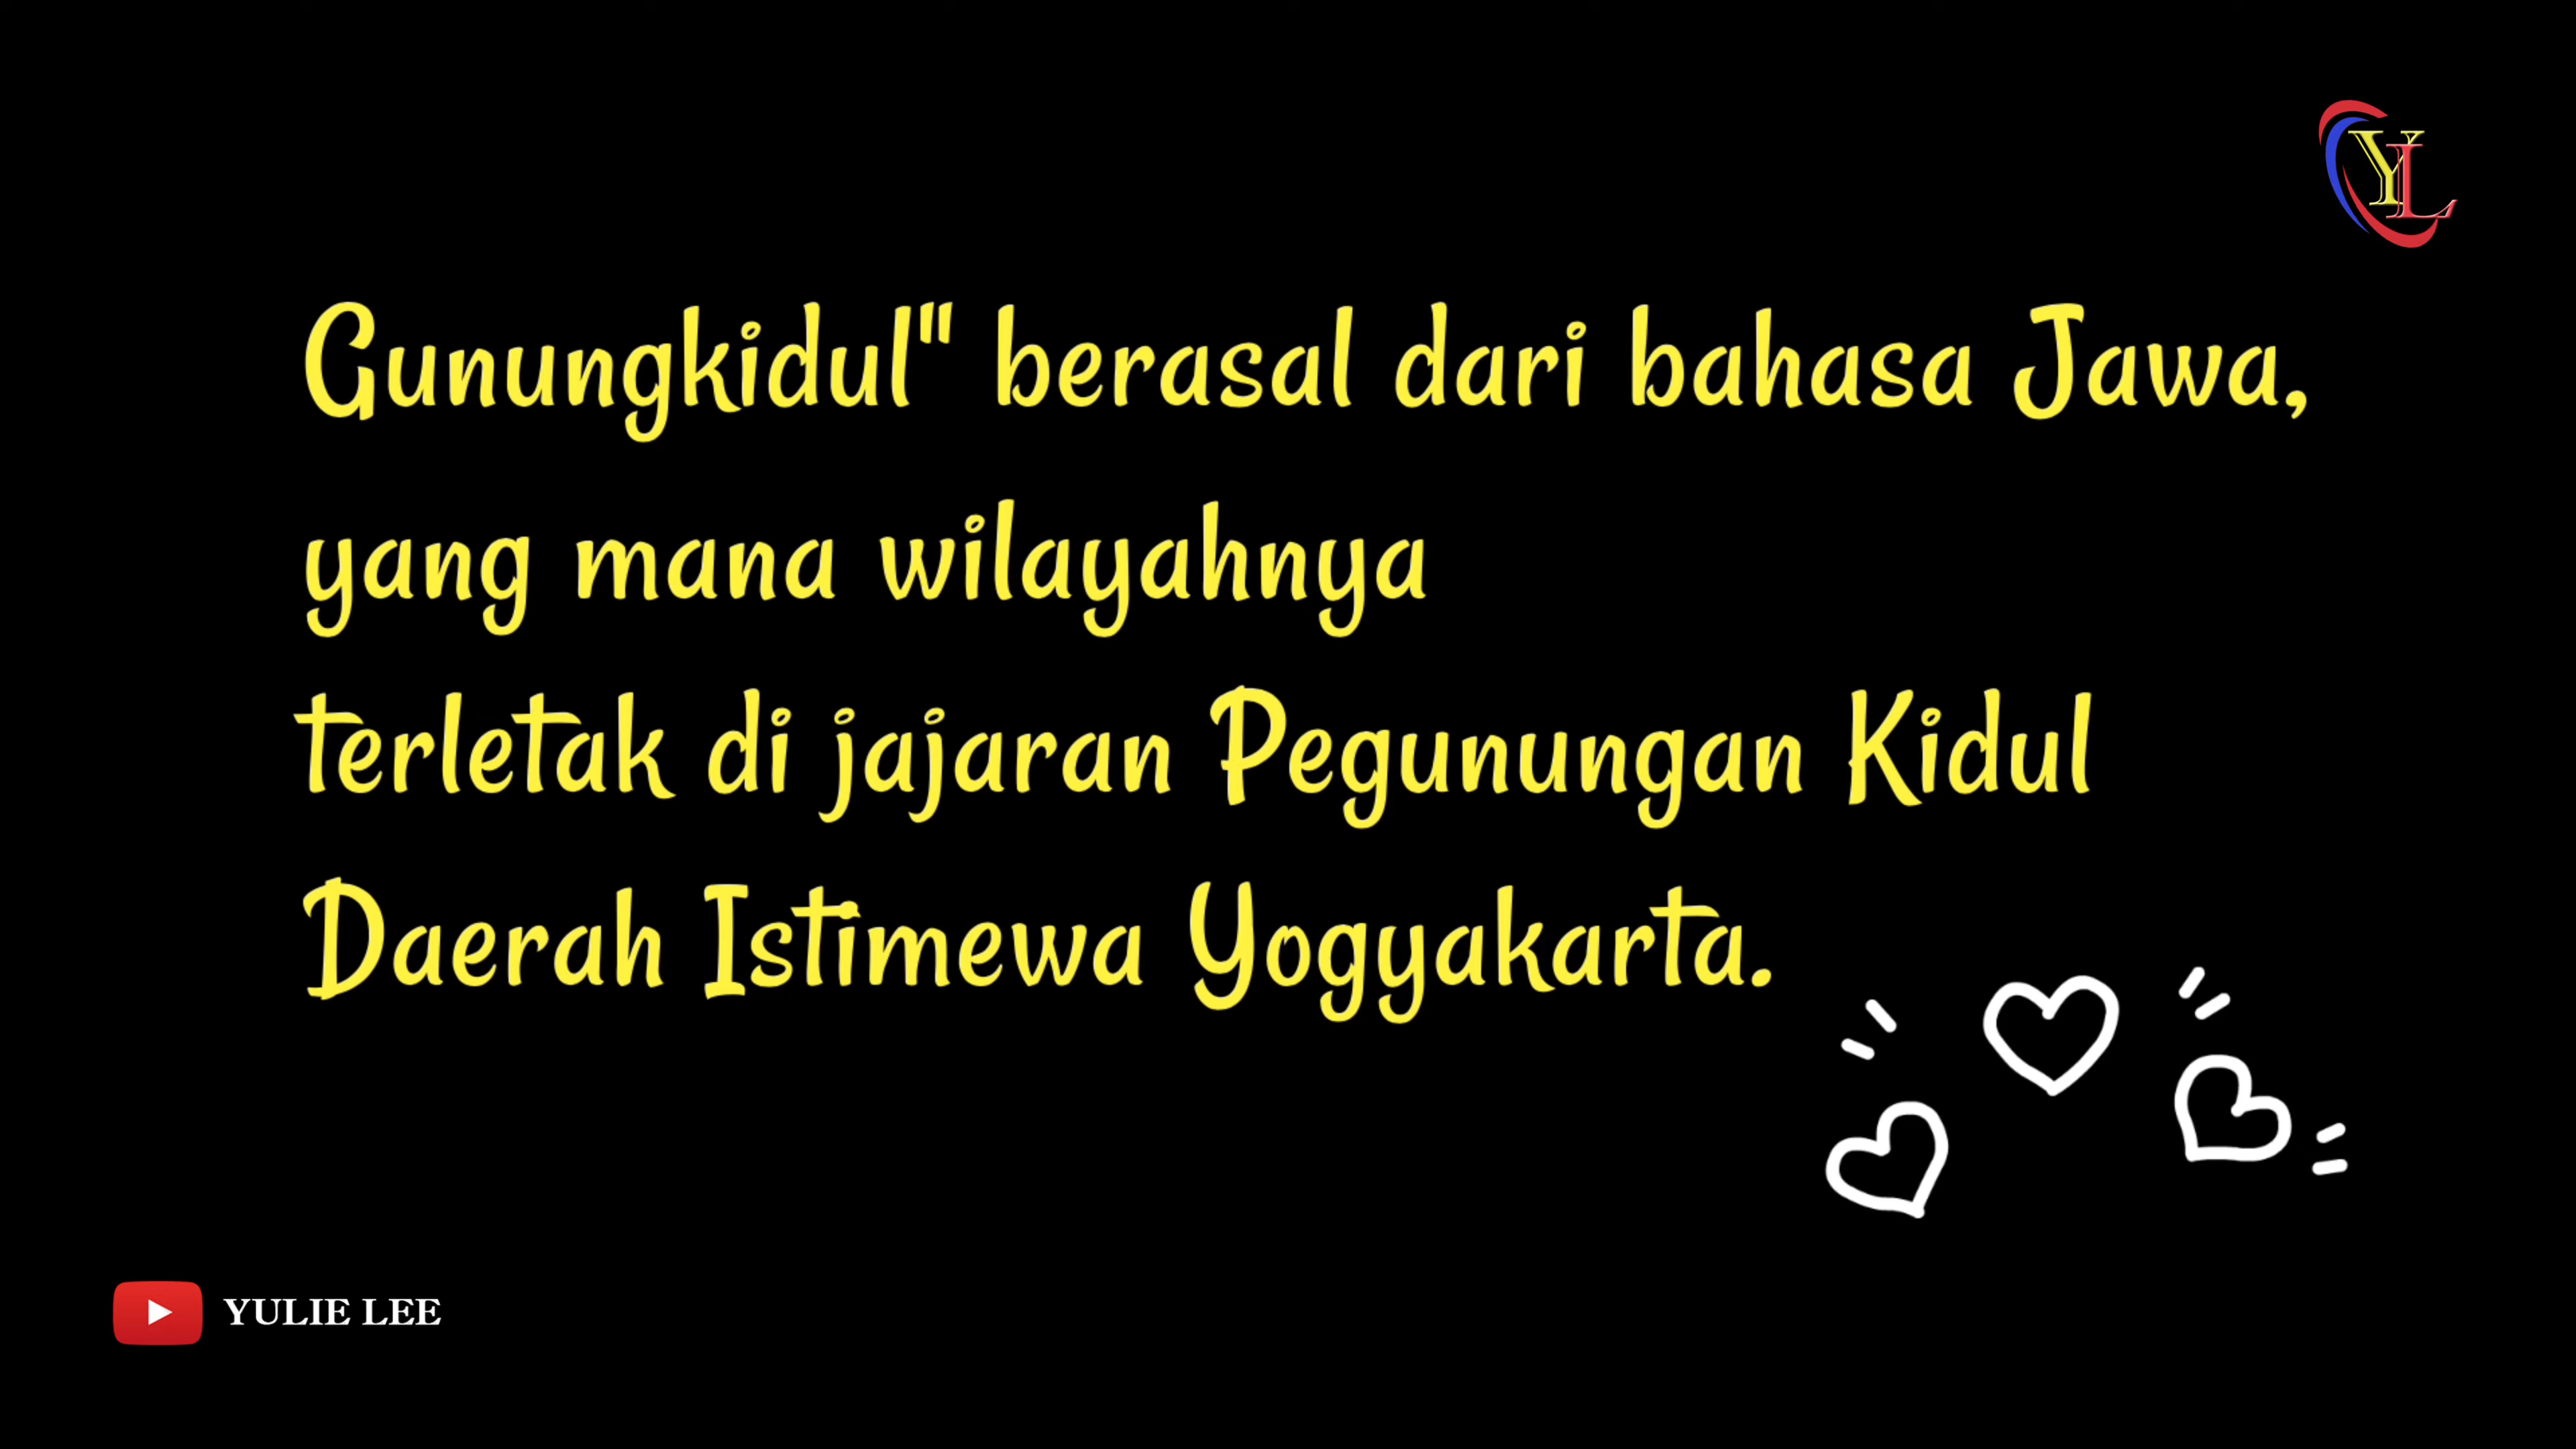 YL
Gunungkidul" berasal dari bahasa Jawa,
yang mana wilayahnya
terletak di jajaran Pegunungan Kidul
Daerah Istimewa Yogyakarta.
YULIE LEE